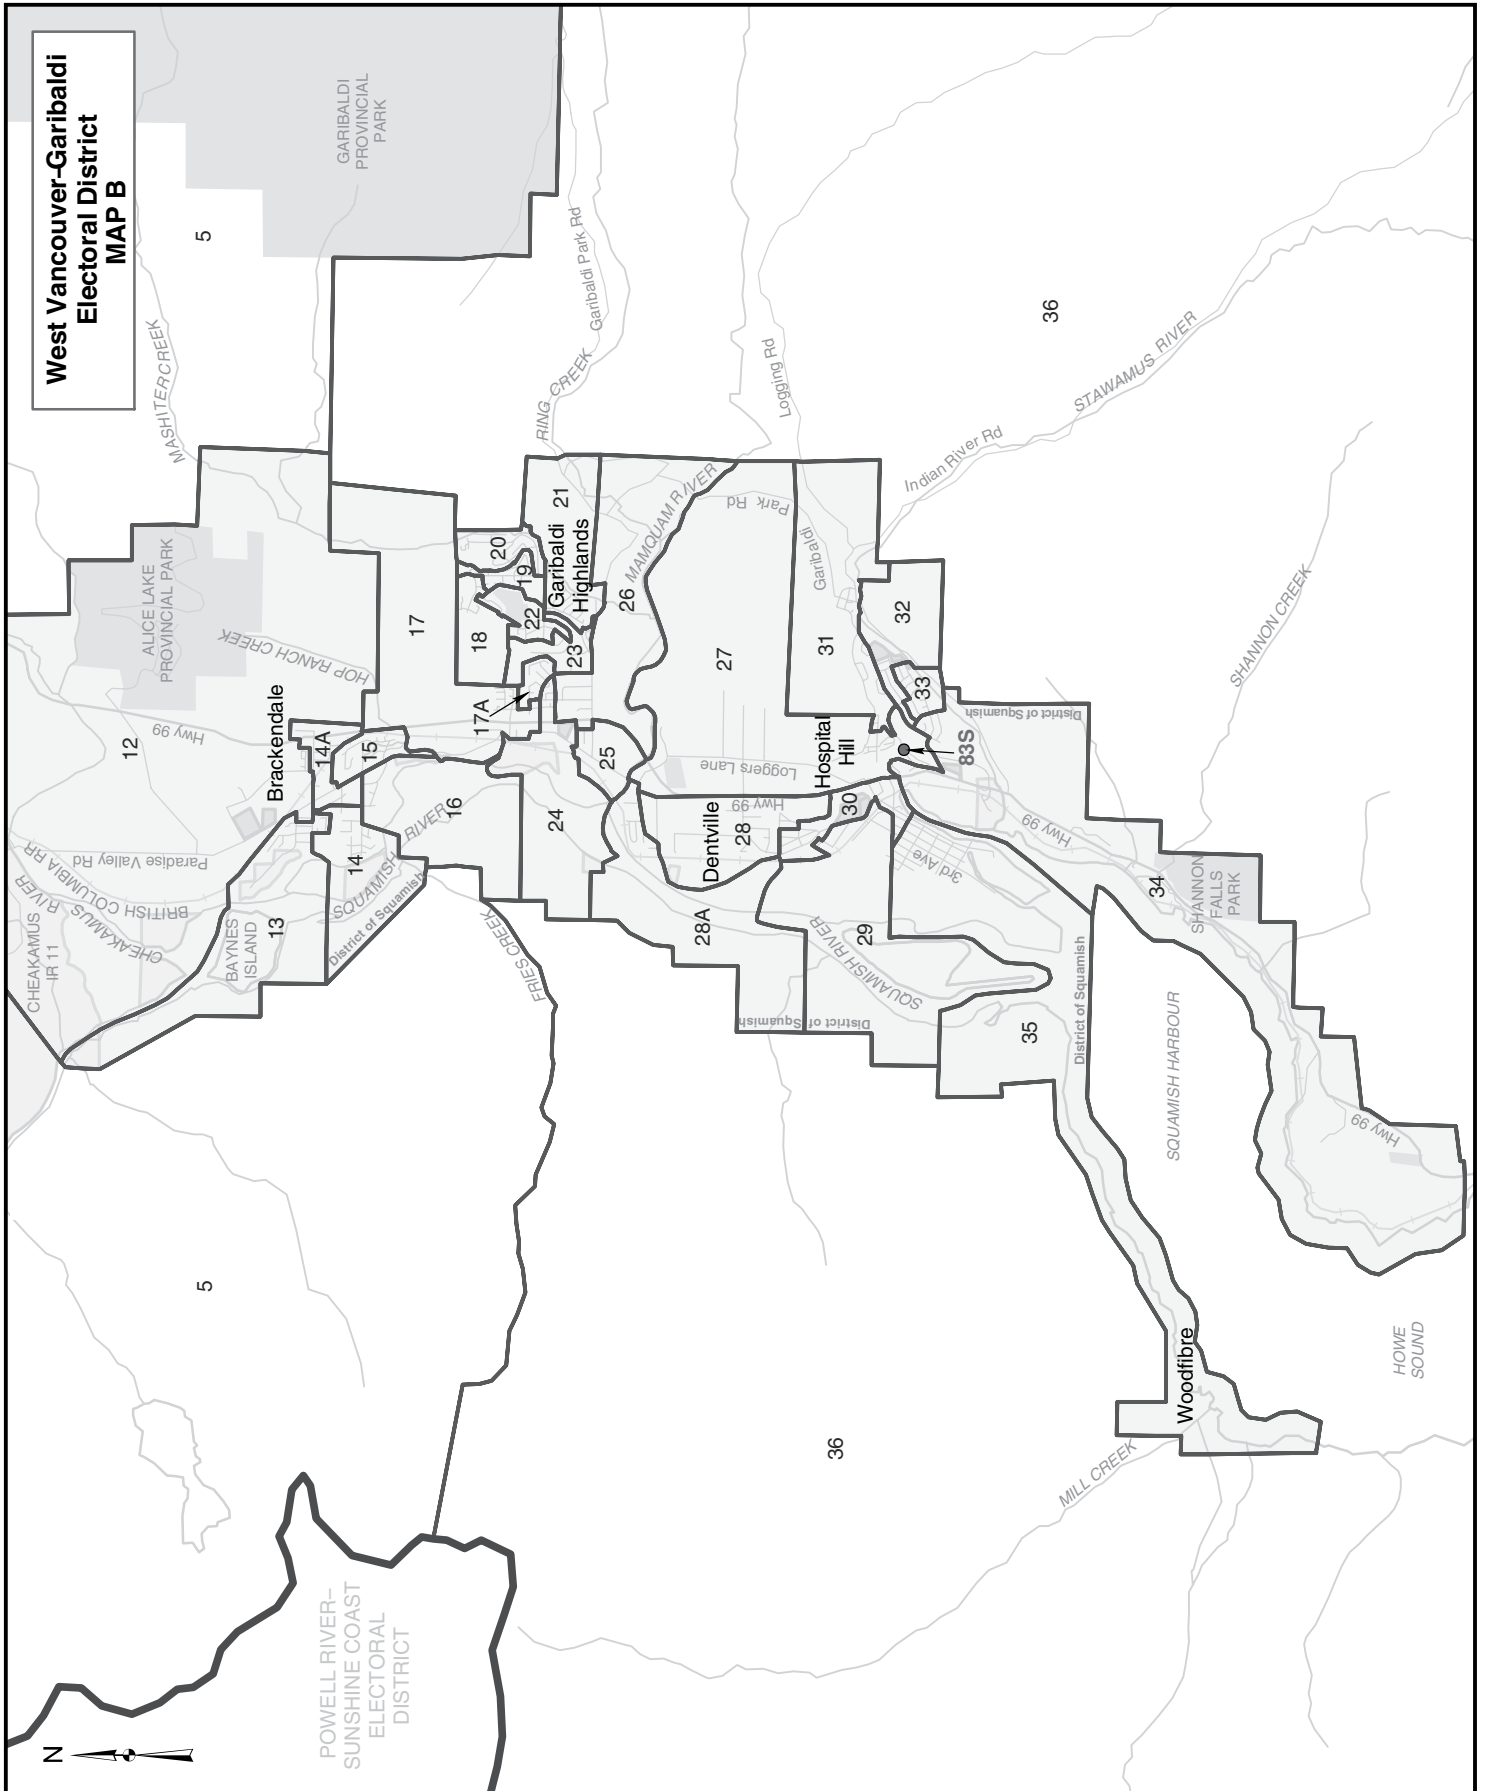 West Vancouver-Garibaldi
Electoral District
MAP B
GARIBALDI
PROVINCIAL
PARK
5
MASHITERCREEK
RING CREEK
Garibaldi Park Rd
Logging Rd
36
STAWAMUS RIVER
Indian River Rd
SHANNON CREEK
ALICE LAKE
PROVINCIAL PARK
HOP RANCH CREEK
12
Hwy 99
Brackendale
14A
15
17
17A
18
19
20
21
Garibaldi
Highlands
22
23
26
MAMQUAM RIVER
27
Park Rd
Garibaldi
31
32
33
Hospital
Hill
83S
District of Squamish
Loggers Lane
Hwy 99
25
24
16
Dentville
28
30
3rd Ave
Hwy 99
34
SHANNON
FALLS
PARK
Paradise Valley Rd
BRITISH COLUMBIA RR
CHEAKAMUS
RIVER
CHEAKAMUS
IR 11
BAYNES
ISLAND
13
14
SQUAMISH
RIVER
District of Squamish
FRIES CREEK
28A
29
SQUAMISH RIVER
District of Squamish
35
District of Squamish
SQUAMISH HARBOUR
Hwy 99
HOWE
SOUND
Woodfibre
MILL CREEK
36
5
POWELL RIVER–
SUNSHINE COAST
ELECTORAL
DISTRICT
N